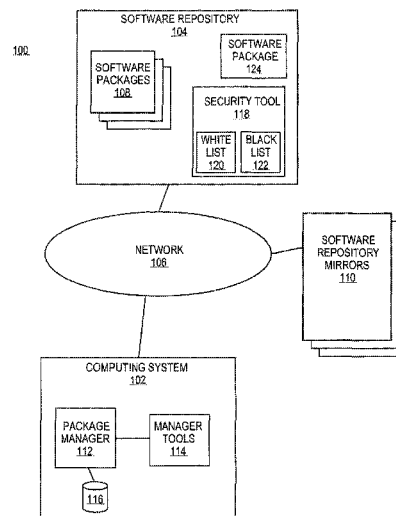 100
SOFTWARE REPOSITORY
104
SOFTWARE
PACKAGES
108
SOFTWARE
PACKAGE
124
SECURITY TOOL
118
WHITE
LIST
120
BLACK
LIST
122
NETWORK
106
SOFTWARE
REPOSITORY
MIRRORS
110
COMPUTING SYSTEM
102
PACKAGE
MANAGER
112
MANAGER
TOOLS
114
116